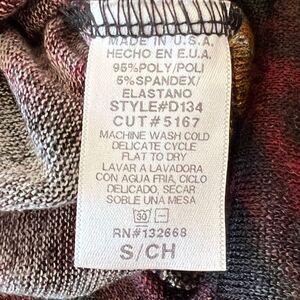 MADE IN U.S.A.
HECHO EN E.U.A.
95%POLY/POLI
5%SPANDEX/
ELASTANO
STYLE#D134
CUT#5167
MACHINE WASH COLD
DELICATE CYCLE
FLAT TO DRY
LAVAR A LAVADORA
CON AGUA FRIA, CICLO
DELICADO, SECAR
SOBLE UNA MESA
30
RN#132668
S/CH